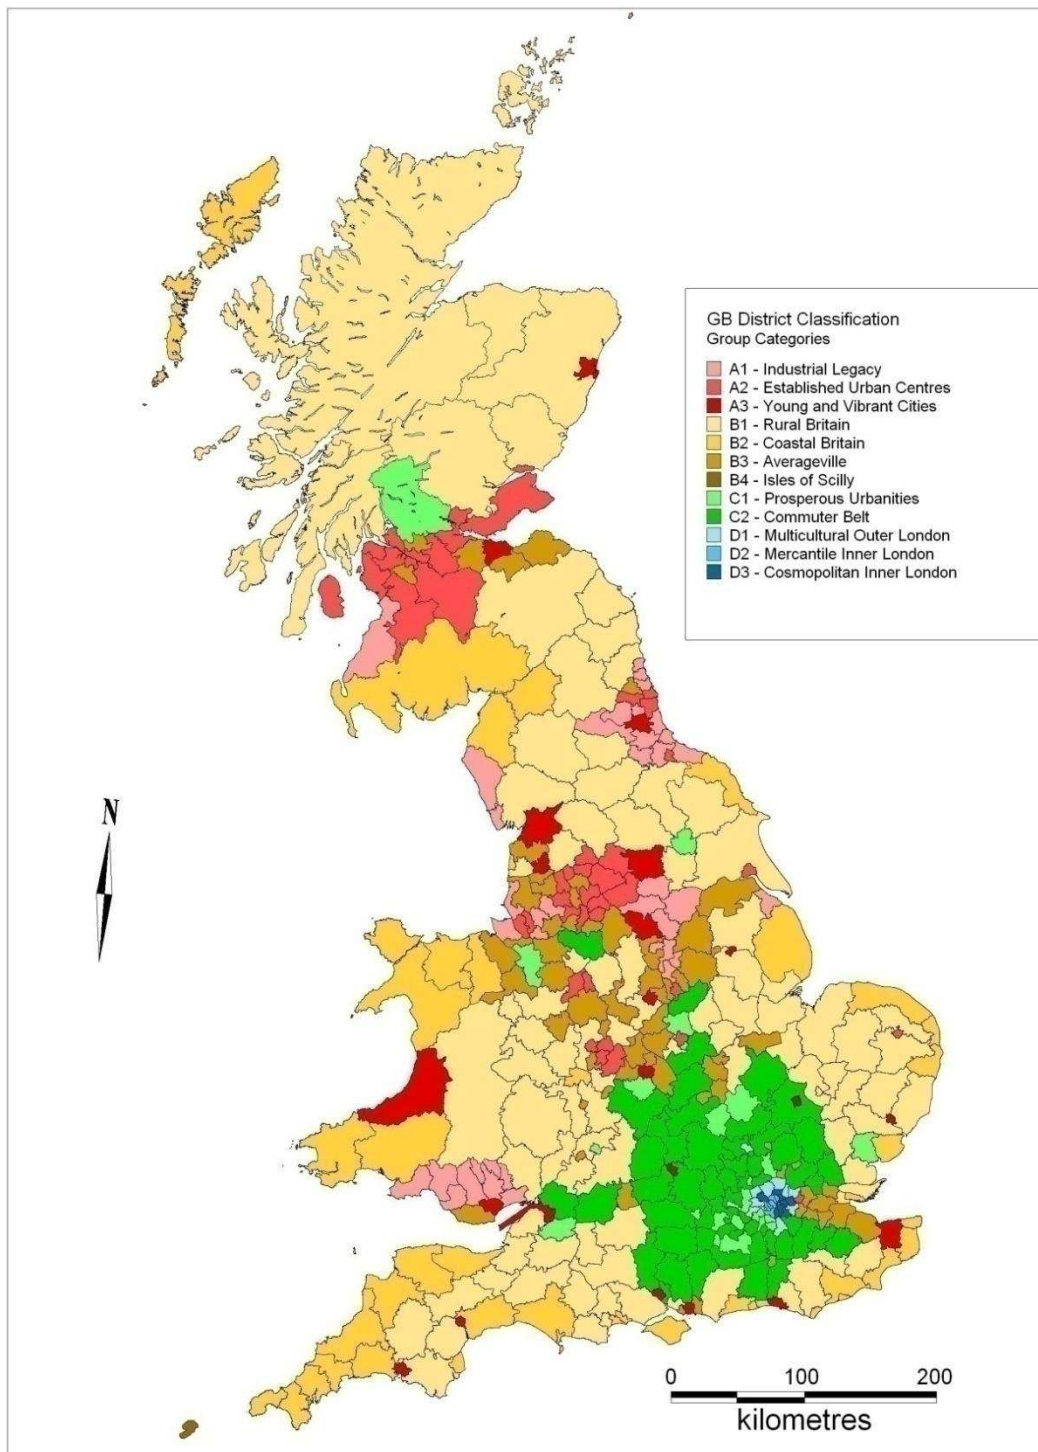 GB District Classification
Group Categories
A1 - Industrial Legacy
A2 - Established Urban Centres
A3 - Young and Vibrant Cities
B1 - Rural Britain
B2 - Coastal Britain
B3 - Averageville
B4 - Isles of Scilly
C1 - Prosperous Urbanities
C2 - Commuter Belt
D1 - Multicultural Outer London
D2 - Mercantile Inner London
D3 - Cosmopolitan Inner London
N
0 100 200
kilometres